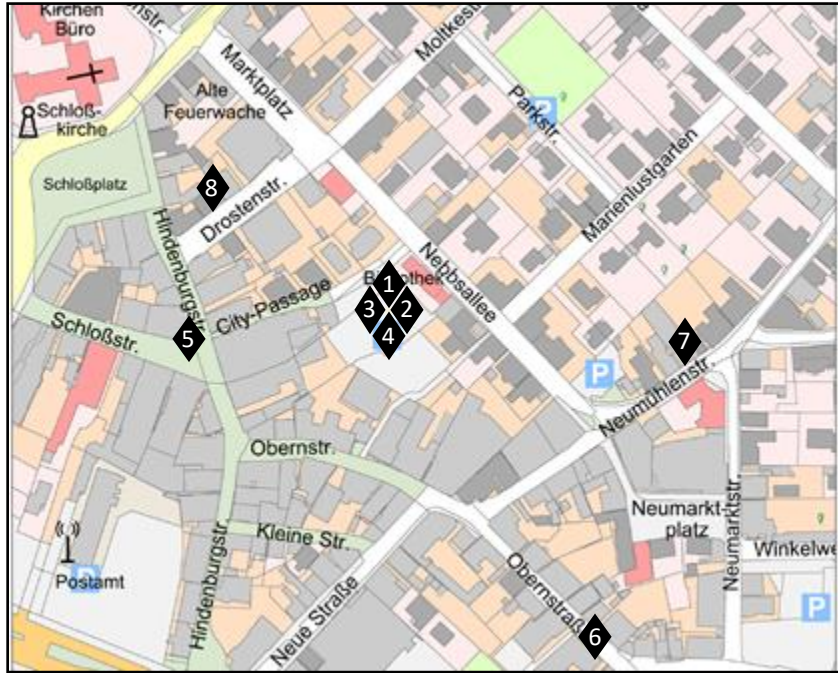 Kirchen
Büro
nstr.
Marktplatz
Moltkestr
Alte
Feuerwache
Schloß-
kirche
P
Parkstr.
Schloßplatz
8
Drostenstr.
Marienlustgarten
Hindenburgstr.
City-Passage
Nebbsallee
1
3
2
4
Schloßstr.
5
7
P
Neumühlenstr.
Obernstr.
Kleine Str.
Neumarkt-
platz
Neumarktstr.
Winkelwe
Postamt
Hindenburgstr.
Neue Straße
Obernstraße
6
P